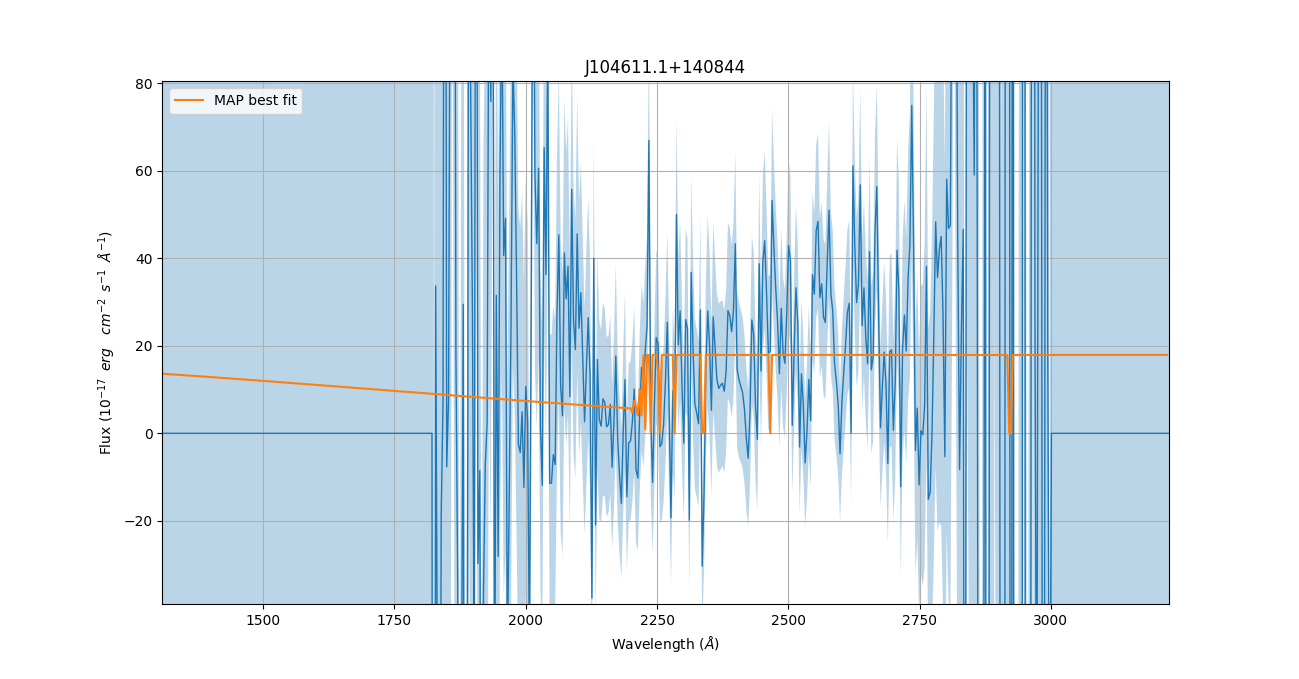 J104611.1+140844
MAP best fit
80
60
40
20
0
−20
Flux (10⁻¹⁷ erg cm⁻² s⁻¹ Å⁻¹)
1500 1750 2000 2250 2500 2750 3000
Wavelength (Å)